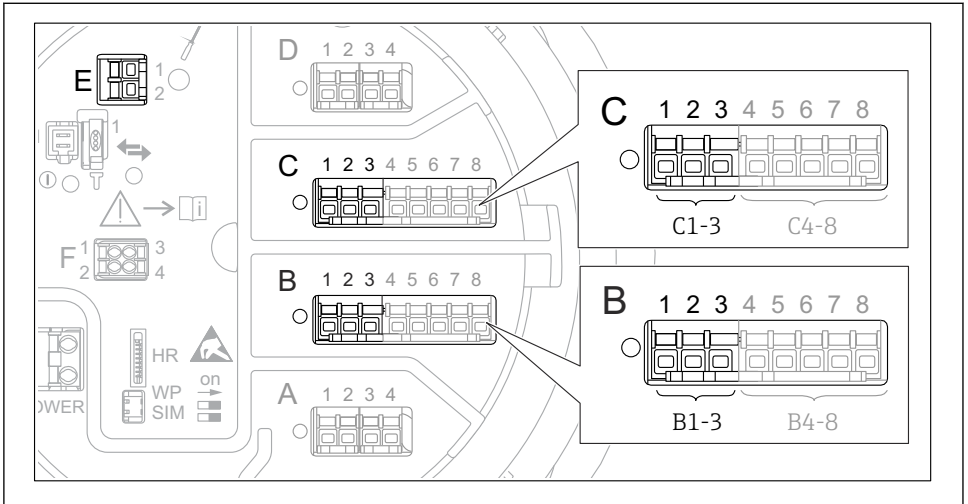 D 1 2 3 4
E 1
2
1
C 1 2 3 4 5 6 7 8
C 1 2 3 4 5 6 7 8
C1-3 C4-8
i
F 1 3
2 4
B 1 2 3 4 5 6 7 8
B 1 2 3 4 5 6 7 8
B1-3 B4-8
HR
on
WP
SIM
OWER
A 1 2 3 4